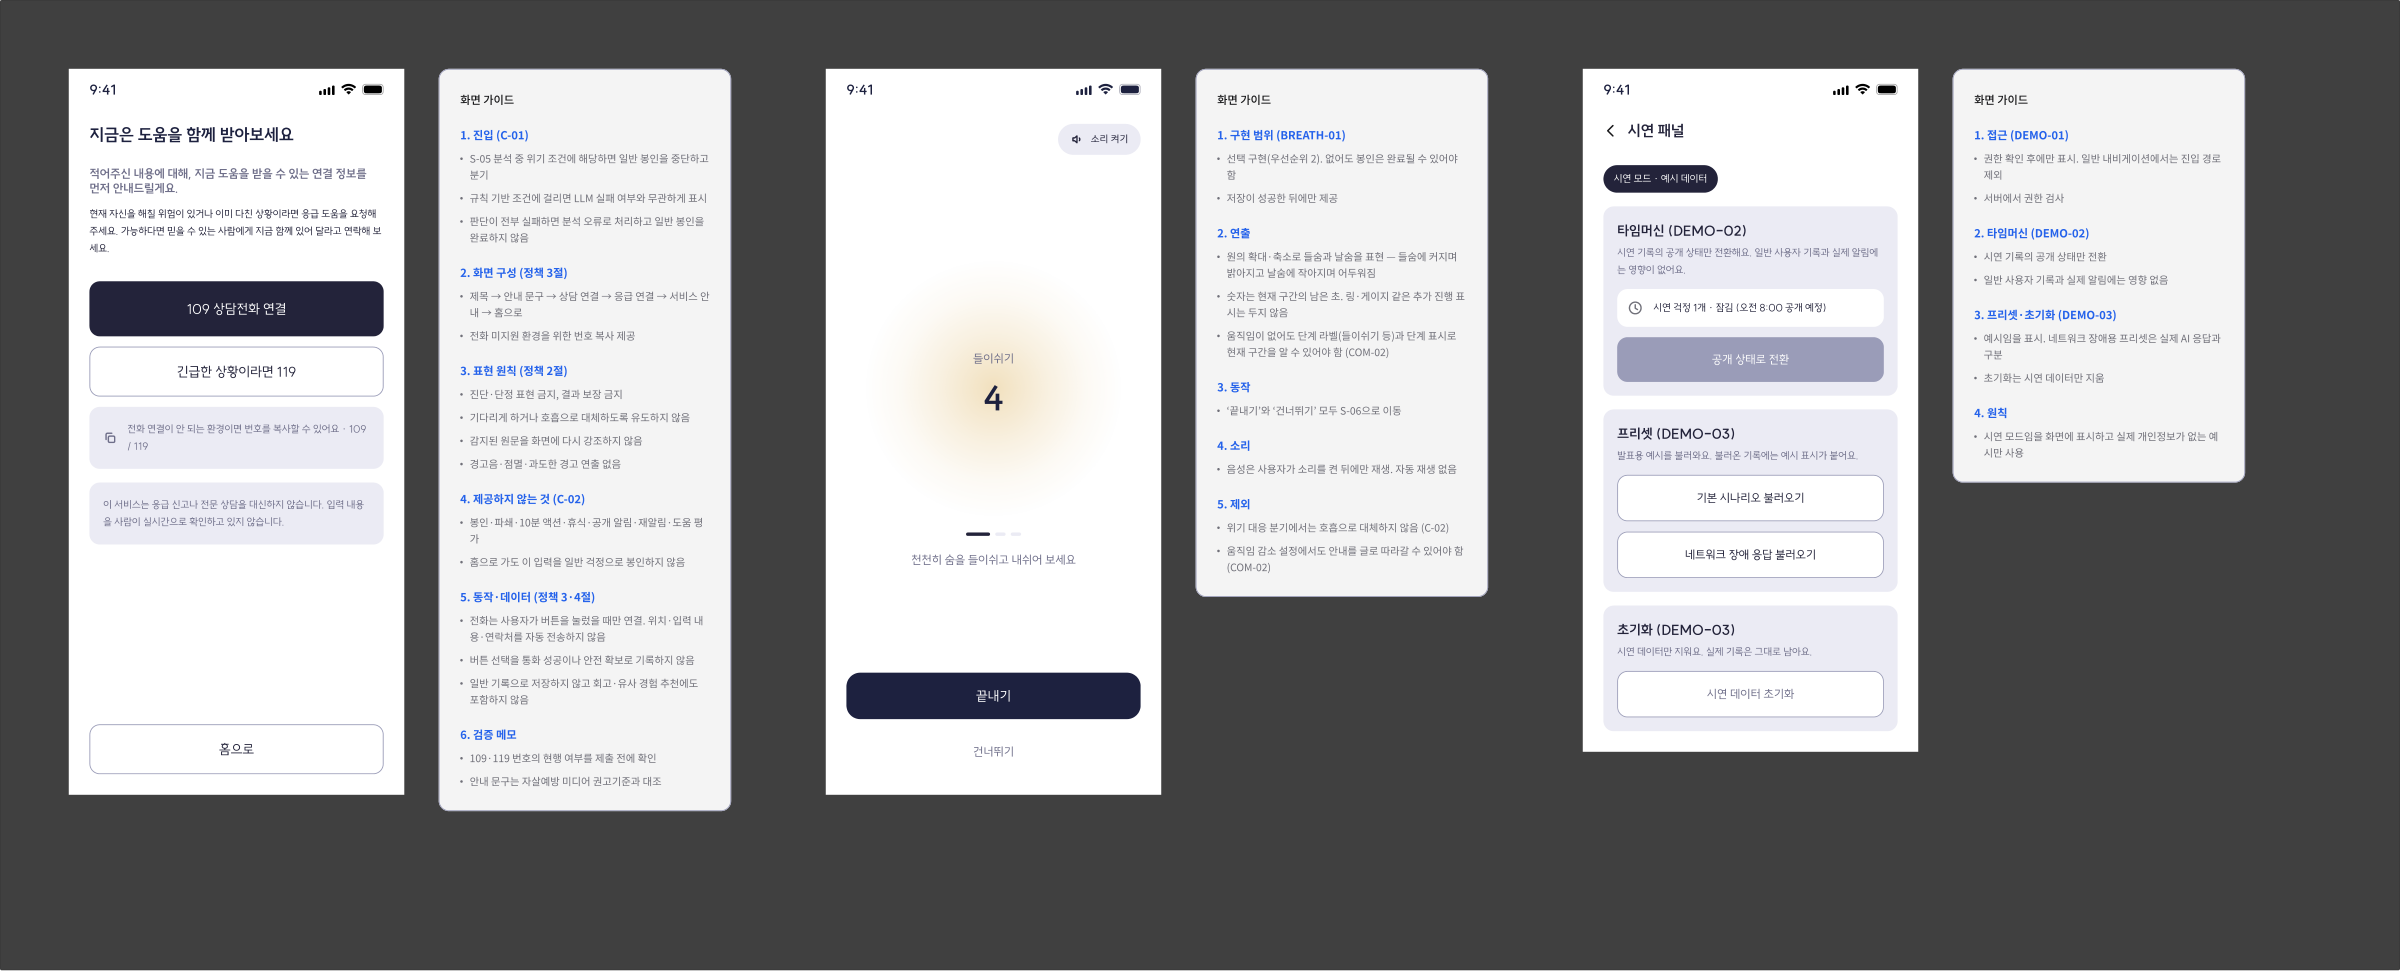 9:41
지금은 도움을 함께 받아보세요
적어주신 내용에 대해, 지금 도움을 받을 수 있는 연결 정보를
먼저 안내드릴게요.
현재 자신을 해칠 위험이 있거나 이미 다친 상황이라면 응급 도움을 요청해
주세요. 가능하다면 믿을 수 있는 사람에게 지금 함께 있어 달라고 연락해 보
세요.
109 상담전화 연결
긴급한 상황이라면 119
전화 연결이 안 되는 환경이면 번호를 복사할 수 있어요 · 109
/ 119
이 서비스는 응급 신고나 전문 상담을 대신하지 않습니다. 입력 내용
을 사람이 실시간으로 확인하고 있지 않습니다.
홈으로
화면 가이드
1. 진입 (C-01)
• S-05 분석 중 위기 조건에 해당하면 일반 봉인을 중단하고
분기
• 규칙 기반 조건에 걸리면 LLM 실패 여부와 무관하게 표시
• 판단이 전부 실패하면 분석 오류로 처리하고 일반 봉인을
완료하지 않음
2. 화면 구성 (정책 3절)
• 제목 → 안내 문구 → 상담 연결 → 응급 연결 → 서비스 안
내 → 홈으로
• 전화 미지원 환경을 위한 번호 복사 제공
3. 표현 원칙 (정책 2절)
• 진단·단정 표현 금지, 결과 보장 금지
• 기다리게 하거나 호흡으로 대체하도록 유도하지 않음
• 감지된 원문을 화면에 다시 강조하지 않음
• 경고음·점멸·과도한 경고 연출 없음
4. 제공하지 않는 것 (C-02)
• 봉인·파쇄·10분 액션·휴식·공개 알림·재알림·도움 평
가
• 홈으로 가도 이 입력을 일반 걱정으로 봉인하지 않음
5. 동작·데이터 (정책 3·4절)
• 전화는 사용자가 버튼을 눌렀을 때만 연결. 위치·입력 내
용·연락처를 자동 전송하지 않음
• 버튼 선택을 통화 성공이나 안전 확보로 기록하지 않음
• 일반 기록으로 저장하지 않고 회고·유사 경험 추천에도
포함하지 않음
6. 검증 메모
• 109·119 번호의 현행 여부를 제출 전에 확인
• 안내 문구는 자살예방 미디어 권고기준과 대조
9:41
소리 켜기
들이쉬기
4
천천히 숨을 들이쉬고 내쉬어 보세요
끝내기
건너뛰기
화면 가이드
1. 구현 범위 (BREATH-01)
• 선택 구현(우선순위 2). 없어도 봉인은 완료될 수 있어야
함
• 저장이 성공한 뒤에만 제공
2. 연출
• 원의 확대·축소로 들숨과 날숨을 표현 — 들숨에 커지며
밝아지고 날숨에 작아지며 어두워짐
• 숫자는 현재 구간의 남은 초. 링·게이지 같은 추가 진행 표
시는 두지 않음
• 움직임이 없어도 단계 라벨(들이쉬기 등)과 단계 표시로
현재 구간을 알 수 있어야 함 (COM-02)
3. 동작
• ‘끝내기’와 ‘건너뛰기’ 모두 S-06으로 이동
4. 소리
• 음성은 사용자가 소리를 켠 뒤에만 재생. 자동 재생 없음
5. 제외
• 위기 대응 분기에서는 호흡으로 대체하지 않음 (C-02)
• 움직임 감소 설정에서도 안내를 글로 따라갈 수 있어야 함
(COM-02)
9:41
시연 패널
시연 모드 · 예시 데이터
타임머신 (DEMO-02)
시연 기록의 공개 상태만 전환해요. 일반 사용자 기록과 실제 알림에
는 영향이 없어요.
시연 걱정 1개 · 잠김 (오전 8:00 공개 예정)
공개 상태로 전환
프리셋 (DEMO-03)
발표용 예시를 불러와요. 불러온 기록에는 예시 표시가 붙어요.
기본 시나리오 불러오기
네트워크 장애 응답 불러오기
초기화 (DEMO-03)
시연 데이터만 지워요. 실제 기록은 그대로 남아요.
시연 데이터 초기화
화면 가이드
1. 접근 (DEMO-01)
• 권한 확인 후에만 표시. 일반 내비게이션에서는 진입 경로
제외
• 서버에서 권한 검사
2. 타임머신 (DEMO-02)
• 시연 기록의 공개 상태만 전환
• 일반 사용자 기록과 실제 알림에는 영향 없음
3. 프리셋·초기화 (DEMO-03)
• 예시임을 표시. 네트워크 장애용 프리셋은 실제 AI 응답과
구분
• 초기화는 시연 데이터만 지움
4. 원칙
• 시연 모드임을 화면에 표시하고 실제 개인정보가 없는 예
시만 사용